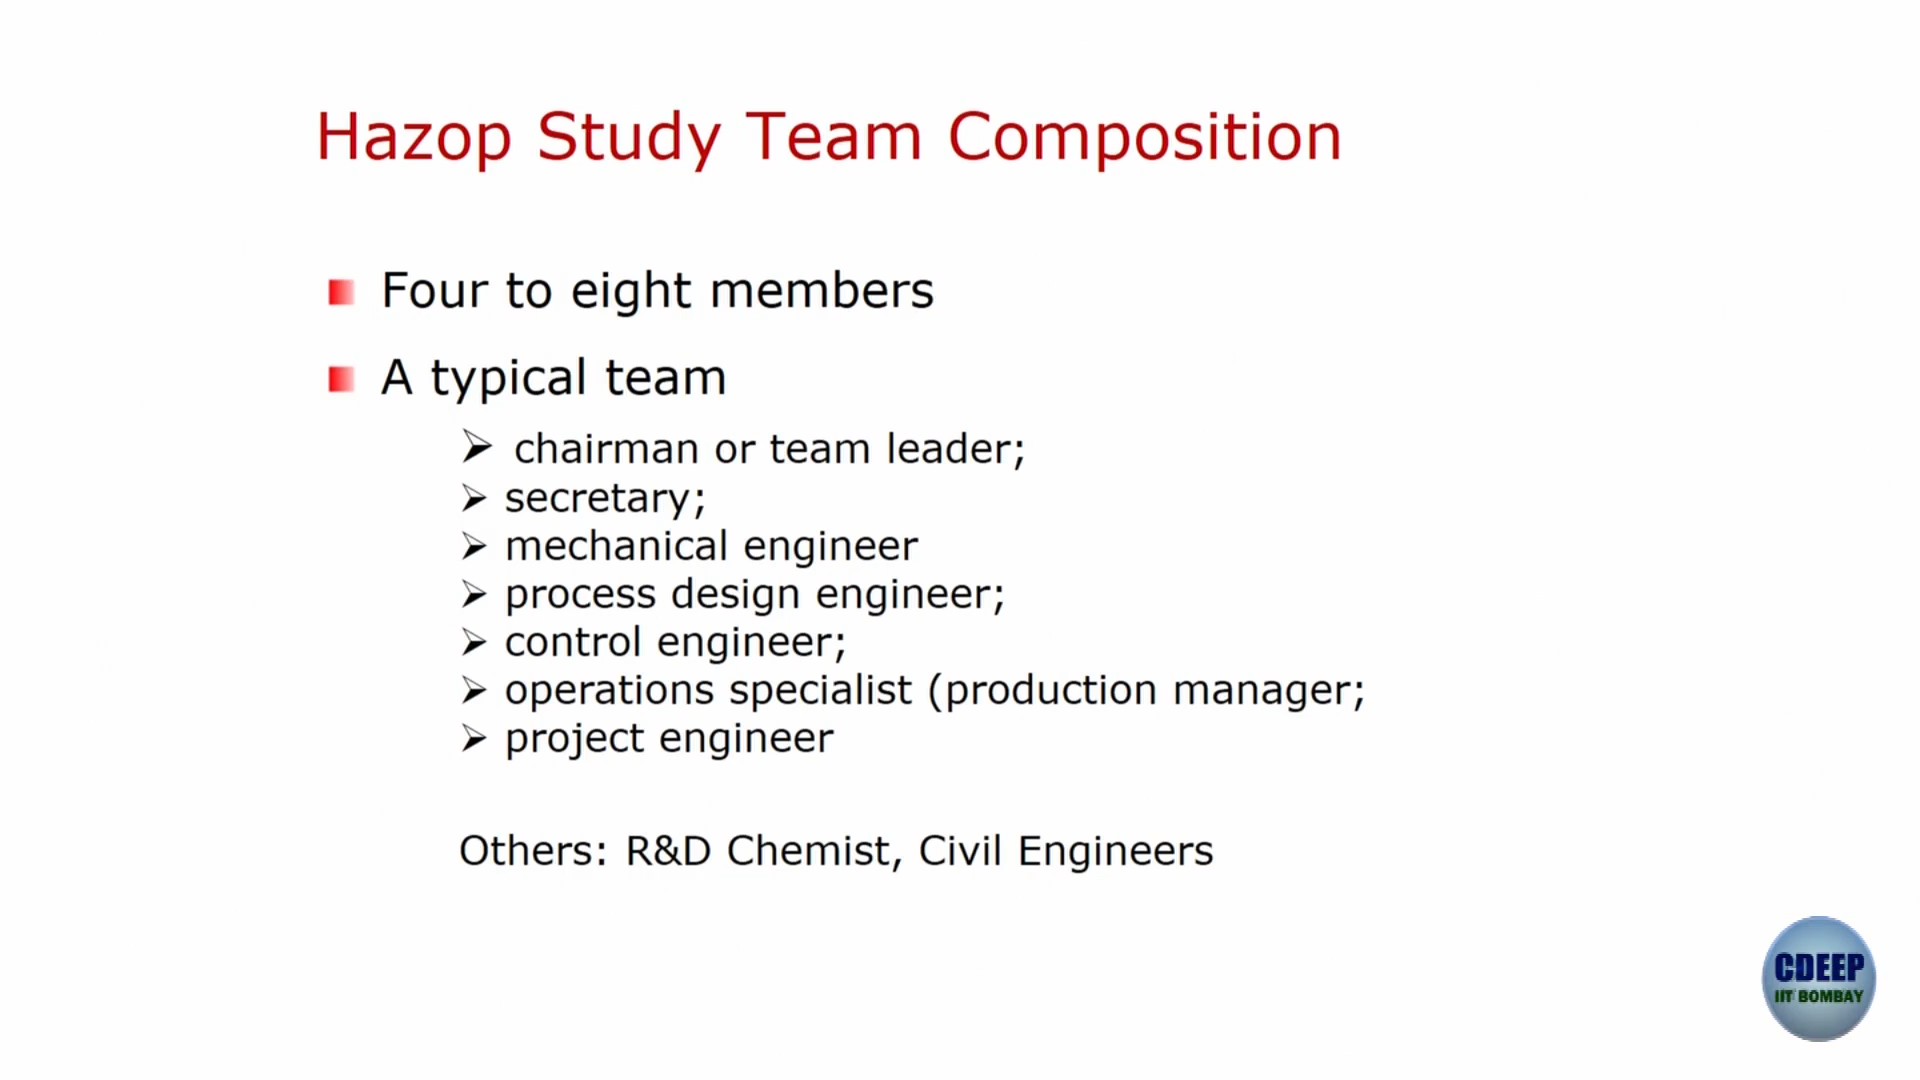 Hazop Study Team Composition
Four to eight members
A typical team
chairman or team leader;
secretary;
mechanical engineer
process design engineer;
control engineer;
operations specialist (production manager;
project engineer
Others: R&D Chemist, Civil Engineers
CDEEP
IIT BOMBAY